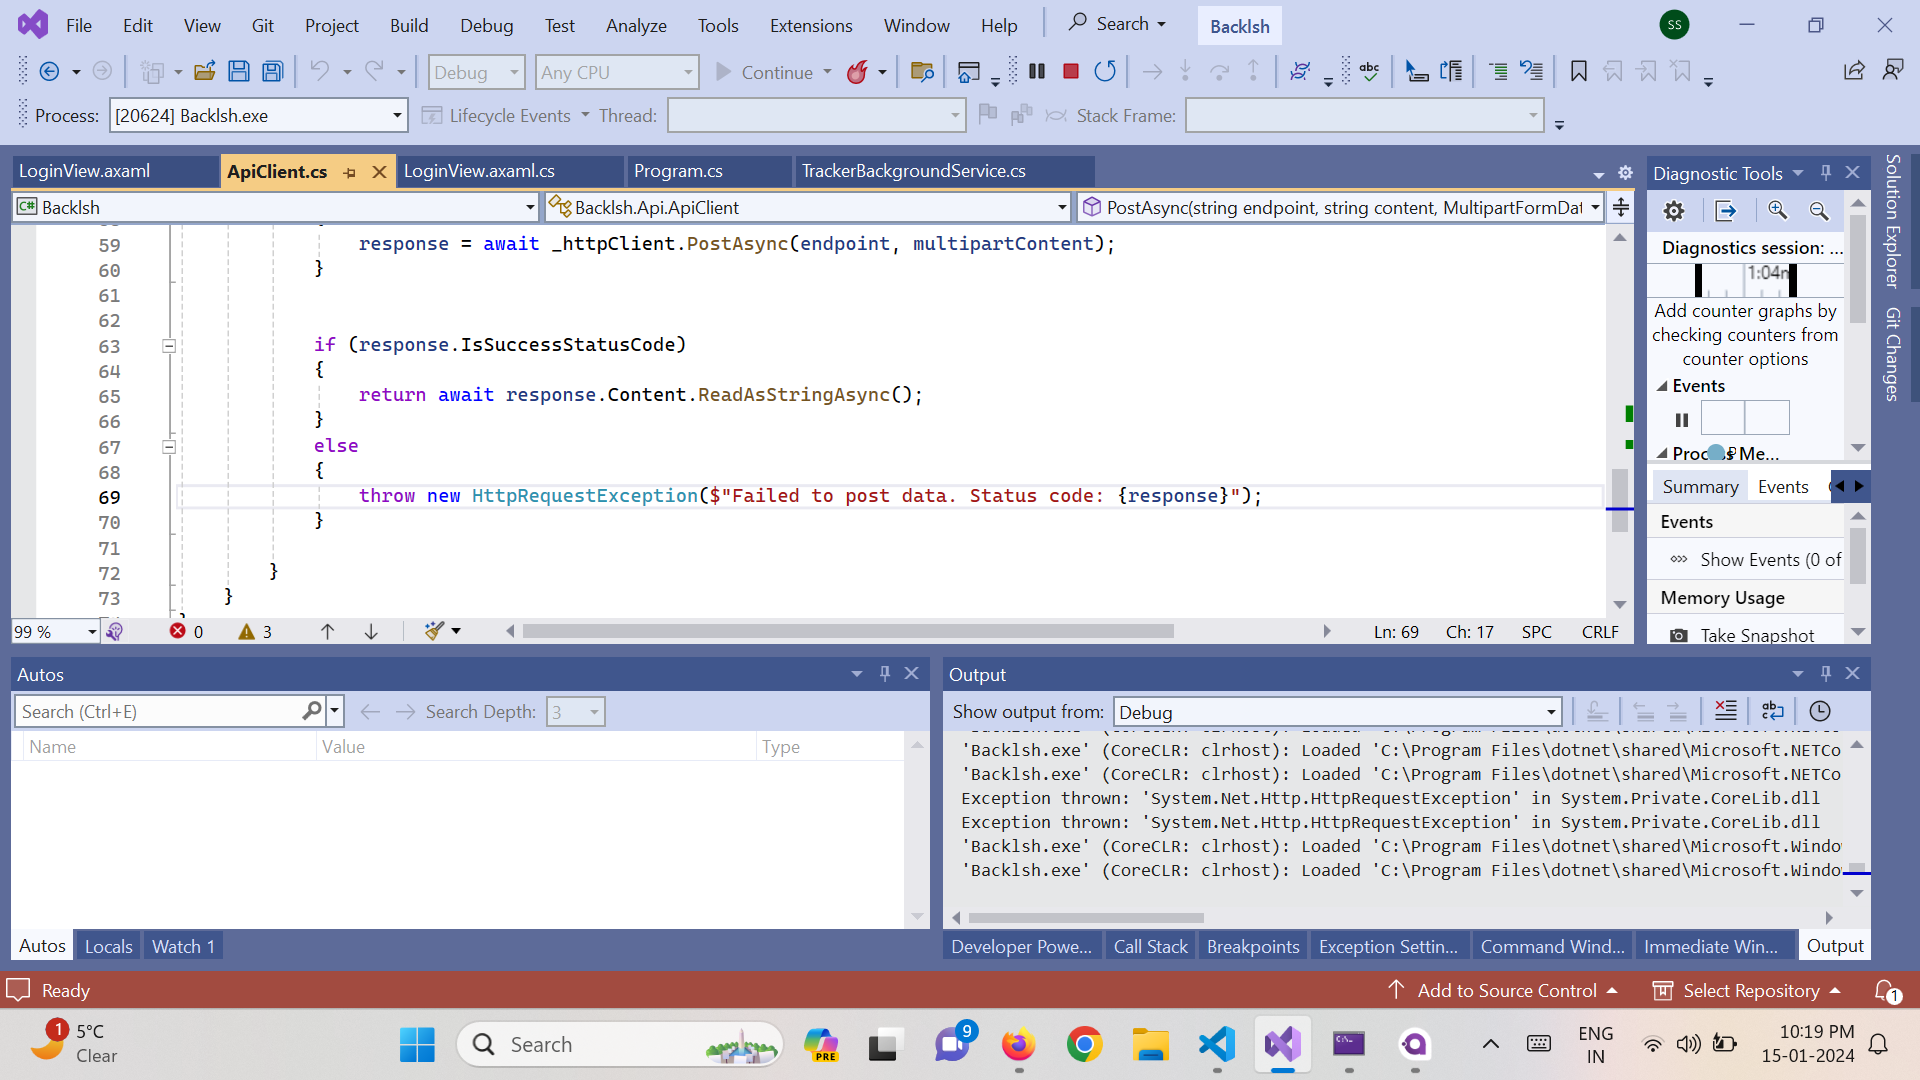 File Edit View Git Project Build Debug Test Analyze Tools Extensions Window Help Search Backlsh SS
Debug Any CPU Continue
Process: [20624] Backlsh.exe Lifecycle Events Thread: Stack Frame:
LoginView.axaml ApiClient.cs LoginView.axaml.cs Program.cs TrackerBackgroundService.cs
Backlsh Backlsh.Api.ApiClient PostAsync(string endpoint, string content, MultipartFormDat
59 response = await _httpClient.PostAsync(endpoint, multipartContent);
60 }
61
62
63 if (response.IsSuccessStatusCode)
64 {
65 return await response.Content.ReadAsStringAsync();
66 }
67 else
68 {
69 throw new HttpRequestException($"Failed to post data. Status code: {response}");
70 }
71
72 }
73 }
99 % 0 3 Ln: 69 Ch: 17 SPC CRLF
Diagnostic Tools
Diagnostics session: ...
1:04m
Add counter graphs by
checking counters from
counter options
Events
Summary Events
Events
Show Events (0 of
Memory Usage
Take Snapshot
Solution Explorer
Git Changes
Autos
Search (Ctrl+E) Search Depth: 3
Name Value Type
Autos Locals Watch 1
Output
Show output from: Debug
'Backlsh.exe' (CoreCLR: clrhost): Loaded 'C:\Program Files\dotnet\shared\Microsoft.NETCo
'Backlsh.exe' (CoreCLR: clrhost): Loaded 'C:\Program Files\dotnet\shared\Microsoft.NETCo
Exception thrown: 'System.Net.Http.HttpRequestException' in System.Private.CoreLib.dll
Exception thrown: 'System.Net.Http.HttpRequestException' in System.Private.CoreLib.dll
'Backlsh.exe' (CoreCLR: clrhost): Loaded 'C:\Program Files\dotnet\shared\Microsoft.Windo
'Backlsh.exe' (CoreCLR: clrhost): Loaded 'C:\Program Files\dotnet\shared\Microsoft.Windo
Developer Powe... Call Stack Breakpoints Exception Settin... Command Wind... Immediate Win... Output
Ready Add to Source Control Select Repository 1
1 5°C
Clear
Search
PRE
9
ENG
IN
10:19 PM
15-01-2024